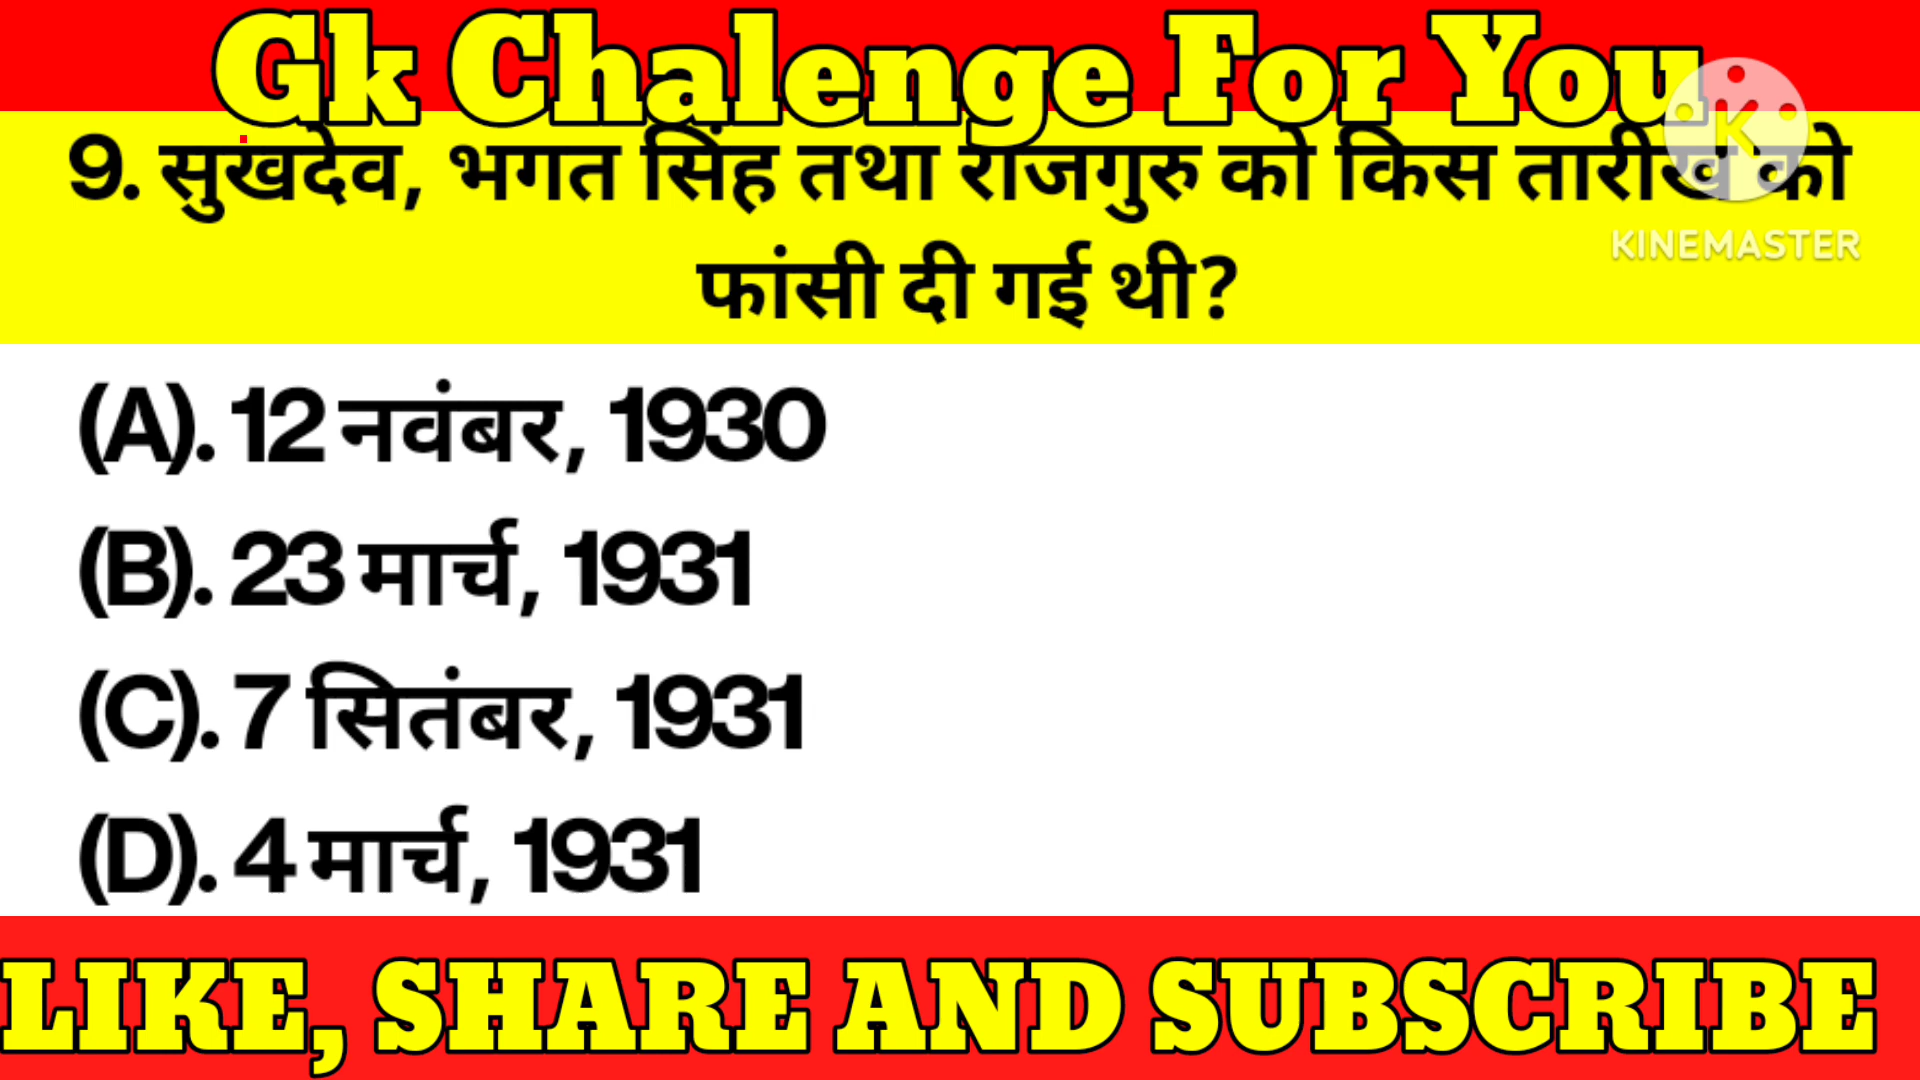 Gk Chalenge For You
9. सुखदेव, भगत सिंह तथा राजगुरु को किस तारीख को
फांसी दी गई थी?
KINEMASTER
(A). 12 नवंबर, 1930
(B). 23 मार्च, 1931
(C). 7 सितंबर, 1931
(D). 4 मार्च, 1931
LIKE, SHARE AND SUBSCRIBE